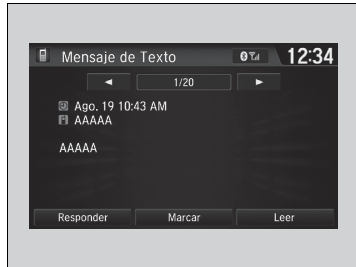 Mensaje de Texto
12:34
◄ 1/20 ►
Ago. 19 10:43 AM
AAAAA
AAAAA
Responder Marcar Leer